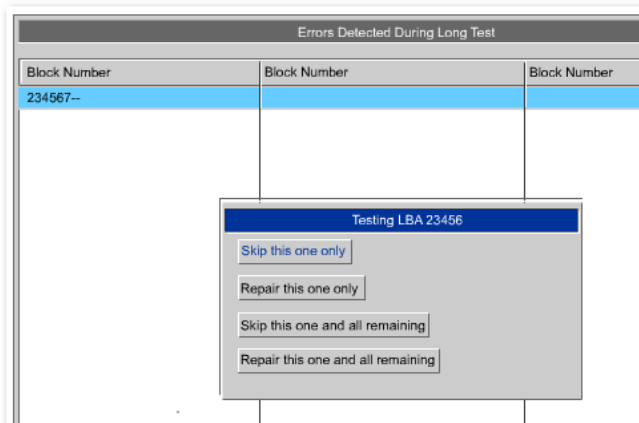 Errors Detected During Long Test
Block Number Block Number Block Number
234567--
Testing LBA 23456
Skip this one only
Repair this one only
Skip this one and all remaining
Repair this one and all remaining